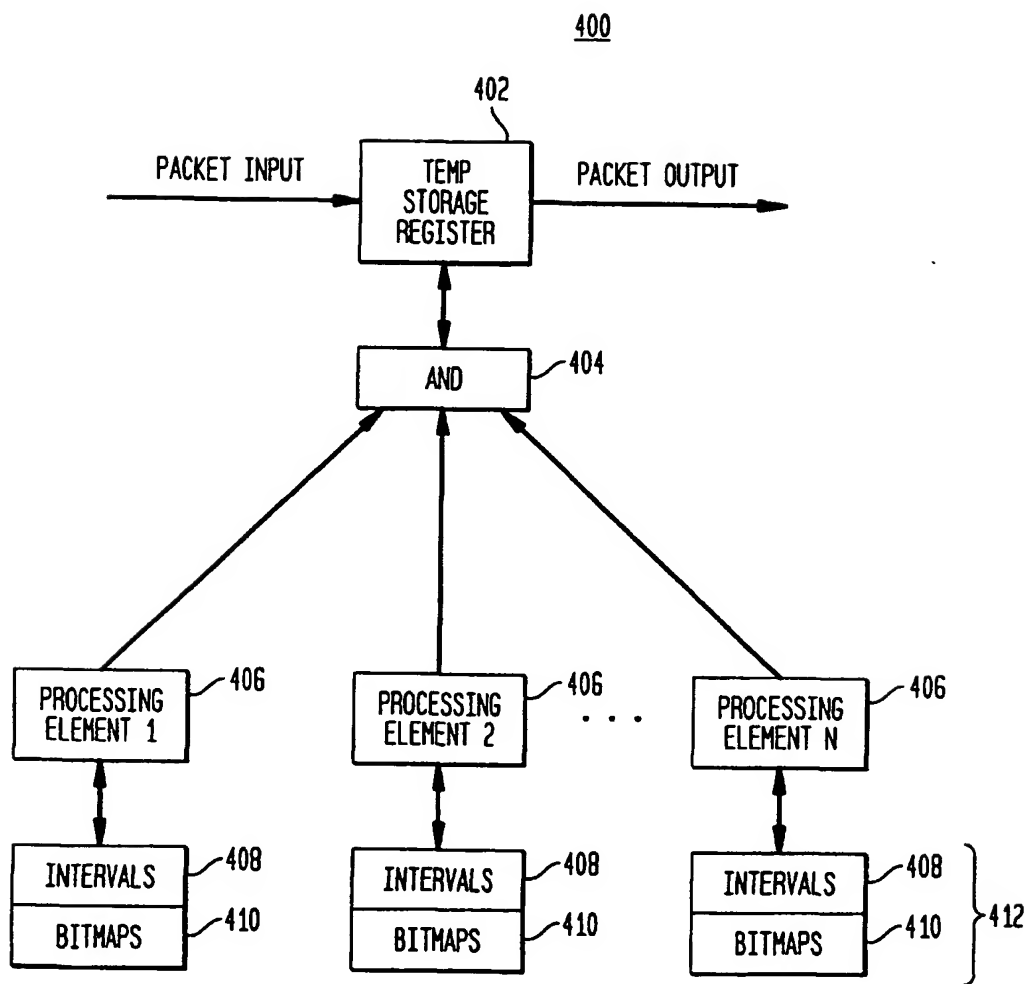 400
402
PACKET INPUT
TEMP
STORAGE
REGISTER
PACKET OUTPUT
AND
404
PROCESSING
ELEMENT 1
406
PROCESSING
ELEMENT 2
406
. . .
PROCESSING
ELEMENT N
406
INTERVALS
408
BITMAPS
410
INTERVALS
408
BITMAPS
410
INTERVALS
408
BITMAPS
410
412